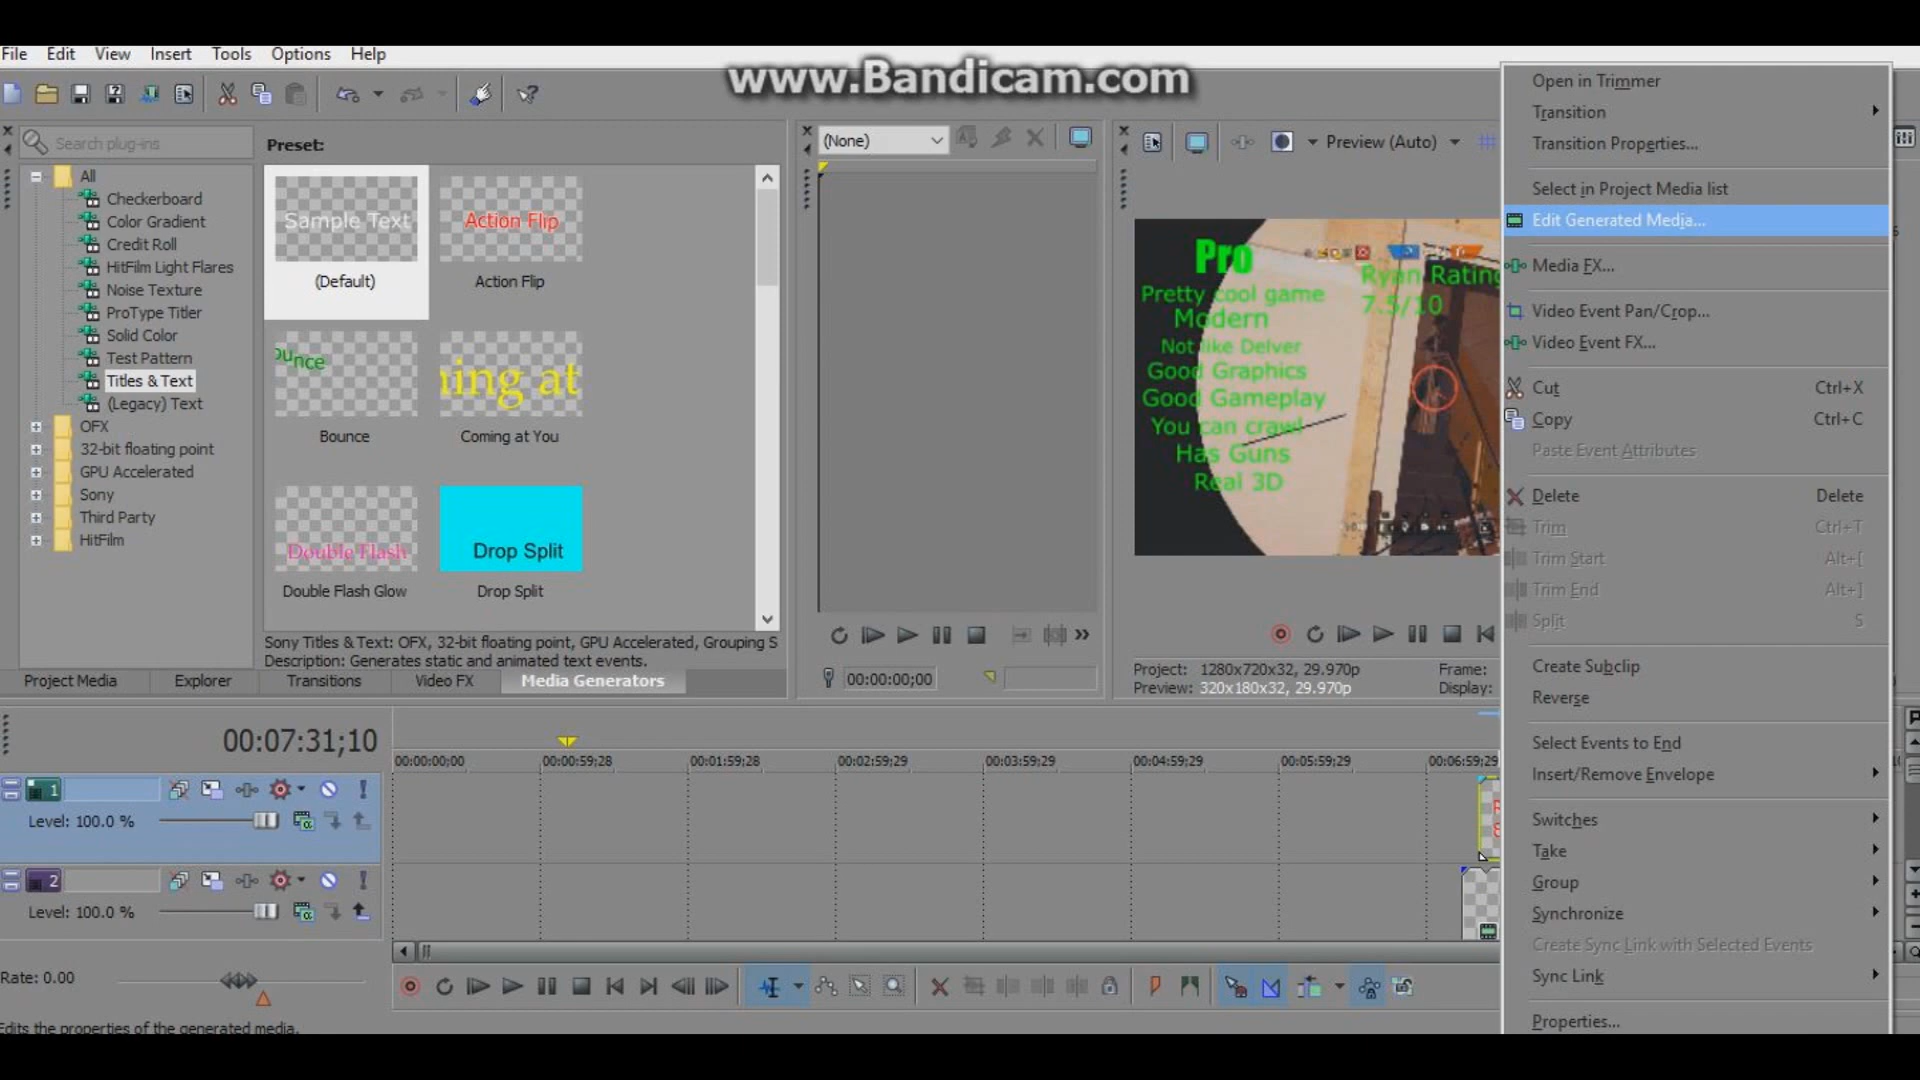 www.Bandicam.com
File Edit View Insert Tools Options Help
Search plug-ins
All
Checkerboard
Color Gradient
Credit Roll
HitFilm Light Flares
Noise Texture
ProType Titler
Solid Color
Test Pattern
Titles & Text
(Legacy) Text
OFX
32-bit floating point
GPU Accelerated
Sony
Third Party
HitFilm
Preset:
Sample Text
(Default)
Action Flip
Action Flip
ounce
Bounce
ning at
Coming at You
Double Flash
Double Flash Glow
Drop Split
Drop Split
Sony Titles & Text: OFX, 32-bit floating point, GPU Accelerated, Grouping S
Description: Generates static and animated text events.
Project Media Explorer Transitions Video FX Media Generators
(None)
00:00:00;00
Preview (Auto)
Pro
Pretty cool game
Modern
Not like Delver
Good Graphics
Good Gameplay
You can crawl
Has Guns
Real 3D
Ryan Rating
7.5/10
Project: 1280x720x32, 29.970p
Preview: 320x180x32, 29.970p
Frame:
Display:
Open in Trimmer
Transition
Transition Properties...
Select in Project Media list
Edit Generated Media...
Media FX...
Video Event Pan/Crop...
Video Event FX...
Cut Ctrl+X
Copy Ctrl+C
Paste Event Attributes
Delete Delete
Trim Ctrl+T
Trim Start Alt+[
Trim End Alt+]
Split S
Create Subclip
Reverse
Select Events to End
Insert/Remove Envelope
Switches
Take
Group
Synchronize
Create Sync Link with Selected Events
Sync Link
Properties...
00:07:31;10
00:00:00;00 00:00:59;28 00:01:59;28 00:02:59;29 00:03:59;29 00:04:59;29 00:05:59;29 00:06:59;29
1
Level: 100.0 %
2
Level: 100.0 %
Rate: 0.00
Edits the properties of the generated media.